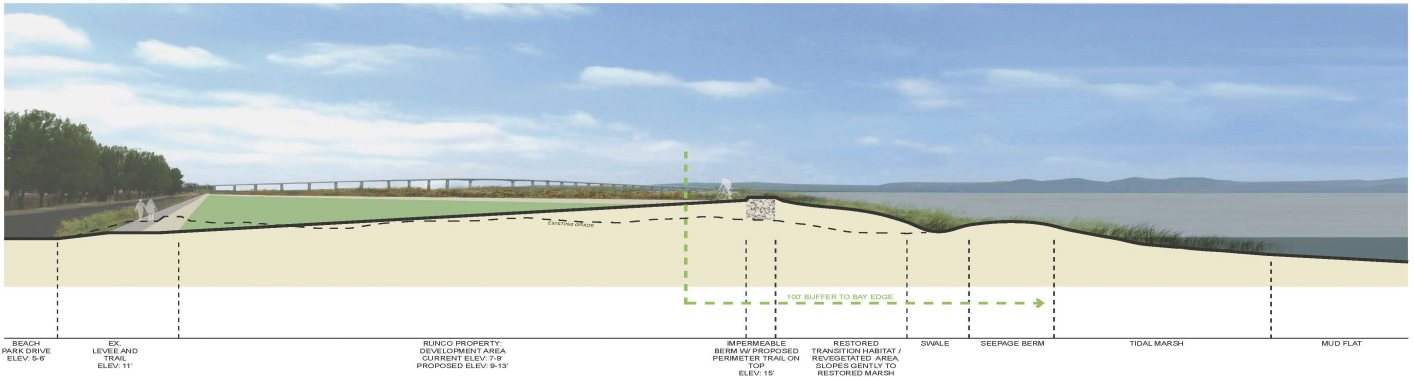 EXISTING GRADE
100' BUFFER TO BAY EDGE
BEACH
PARK DRIVE
ELEV: 5-6'
EX.
LEVEE AND
TRAIL
ELEV: 11'
RUNCO PROPERTY:
DEVELOPMENT AREA
CURRENT ELEV: 7-9'
PROPOSED ELEV: 9-13'
IMPERMEABLE
BERM W/ PROPOSED
PERIMETER TRAIL ON
TOP
ELEV: 15'
RESTORED
TRANSITION HABITAT /
REVEGETATED AREA.
SLOPES GENTLY TO
RESTORED MARSH
SWALE
SEEPAGE BERM
TIDAL MARSH
MUD FLAT